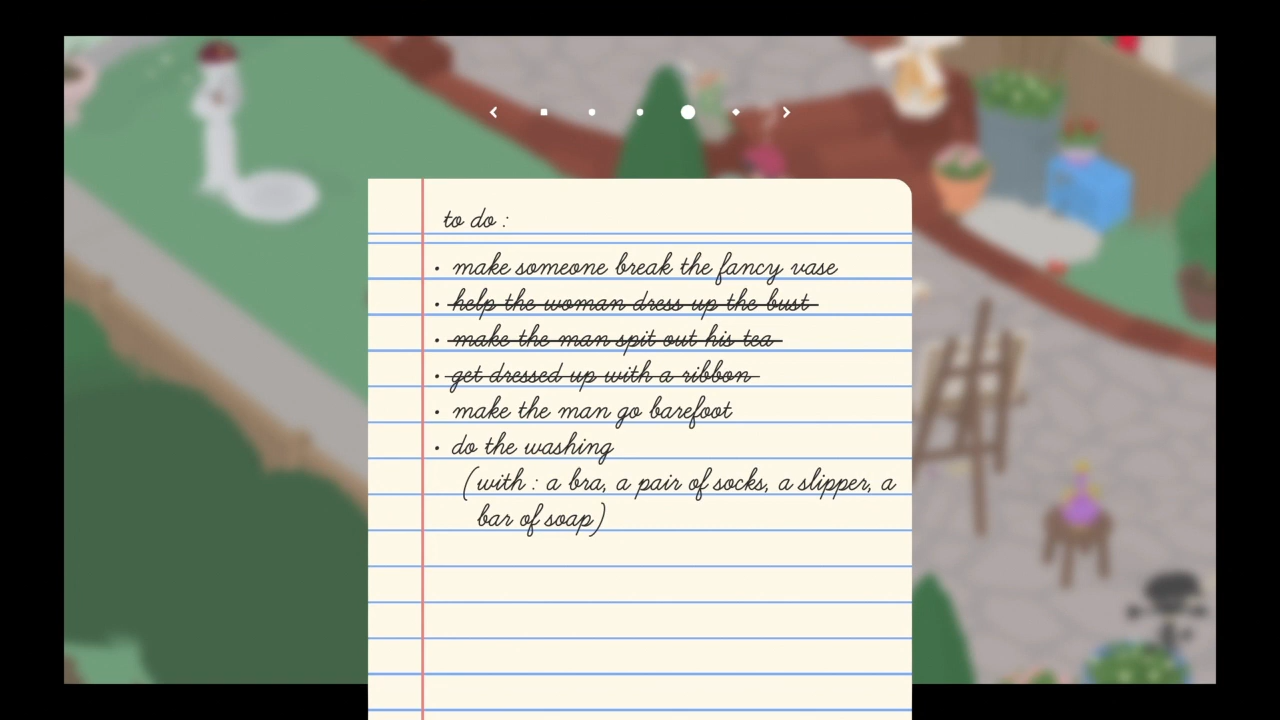 to do :
• make someone break the fancy vase
• help the woman dress up the bust
• make the man spit out his tea
• get dressed up with a ribbon
• make the man go barefoot
• do the washing
(with : a bra, a pair of socks, a slipper, a
bar of soap)